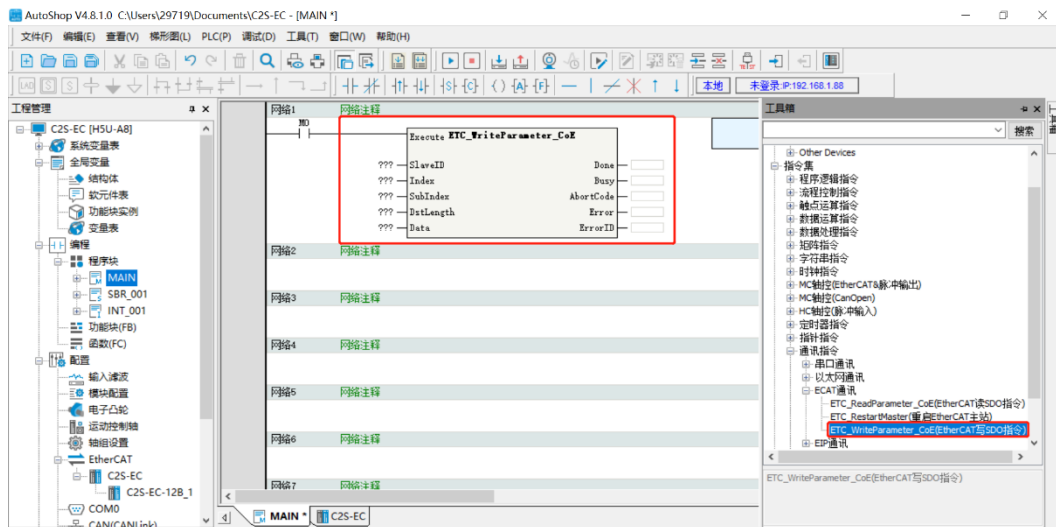 AutoShop V4.8.1.0 C:\Users\29719\Documents\C2S-EC - [MAIN *]
文件(F) 编辑(E) 查看(V) 梯形图(L) PLC(P) 调试(D) 工具(T) 窗口(W) 帮助(H)
本地 未登录:IP:192.168.1.88
工程管理
C2S-EC [H5U-A8]
系统变量表
全局变量
结构体
软元件表
功能块实例
变量表
编程
程序块
MAIN
SBR_001
INT_001
功能块(FB)
函数(FC)
配置
输入滤波
模块配置
电子凸轮
运动控制轴
轴组设置
EtherCAT
C2S-EC
C2S-EC-12B_1
COM0
CAN(CANLink)
网络1 网络注释
M0
Execute ETC_WriteParameter_CoE
??? SlaveID Done
??? Index Busy
??? SubIndex AbortCode
??? DstLength Error
??? Data ErrorID
网络2 网络注释
网络3 网络注释
网络4 网络注释
网络5 网络注释
网络6 网络注释
网络7 网络注释
MAIN * C2S-EC
工具箱
搜索
Other Devices
指令集
程序逻辑指令
流程控制指令
触点运算指令
数据运算指令
数据处理指令
矩阵指令
字符串指令
时钟指令
MC轴控(EtherCAT&脉冲输出)
MC轴控(CanOpen)
HC轴控(脉冲输入)
定时器指令
指针指令
通讯指令
串口通讯
以太网通讯
ECAT通讯
ETC_ReadParameter_CoE(EtherCAT读SDO指令)
ETC_RestartMaster(重启EtherCAT主站)
ETC_WriteParameter_CoE(EtherCAT写SDO指令)
EIP通讯
ETC_WriteParameter_CoE(EtherCAT写SDO指令)